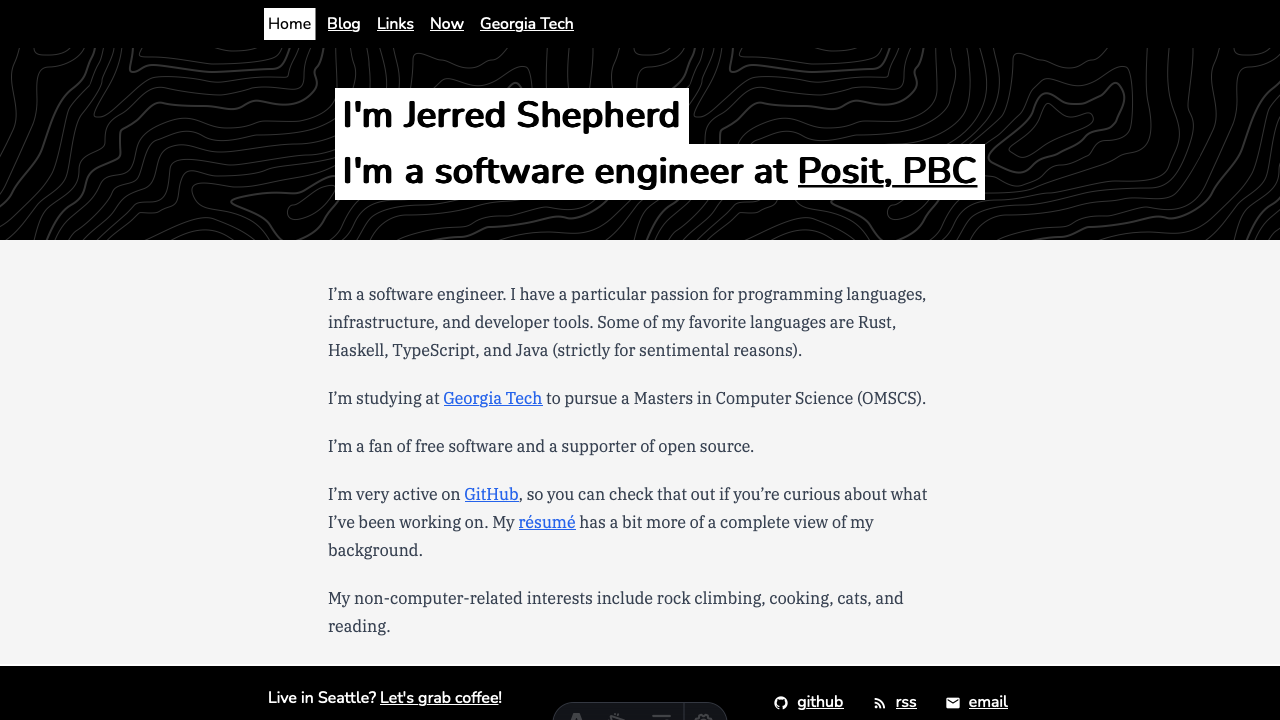 Home Blog Links Now Georgia Tech
I'm Jerred Shepherd
I'm a software engineer at Posit, PBC
I’m a software engineer. I have a particular passion for programming languages,
infrastructure, and developer tools. Some of my favorite languages are Rust,
Haskell, TypeScript, and Java (strictly for sentimental reasons).
I’m studying at Georgia Tech to pursue a Masters in Computer Science (OMSCS).
I’m a fan of free software and a supporter of open source.
I’m very active on GitHub, so you can check that out if you’re curious about what
I’ve been working on. My résumé has a bit more of a complete view of my
background.
My non-computer-related interests include rock climbing, cooking, cats, and
reading.
Live in Seattle? Let's grab coffee! github rss email